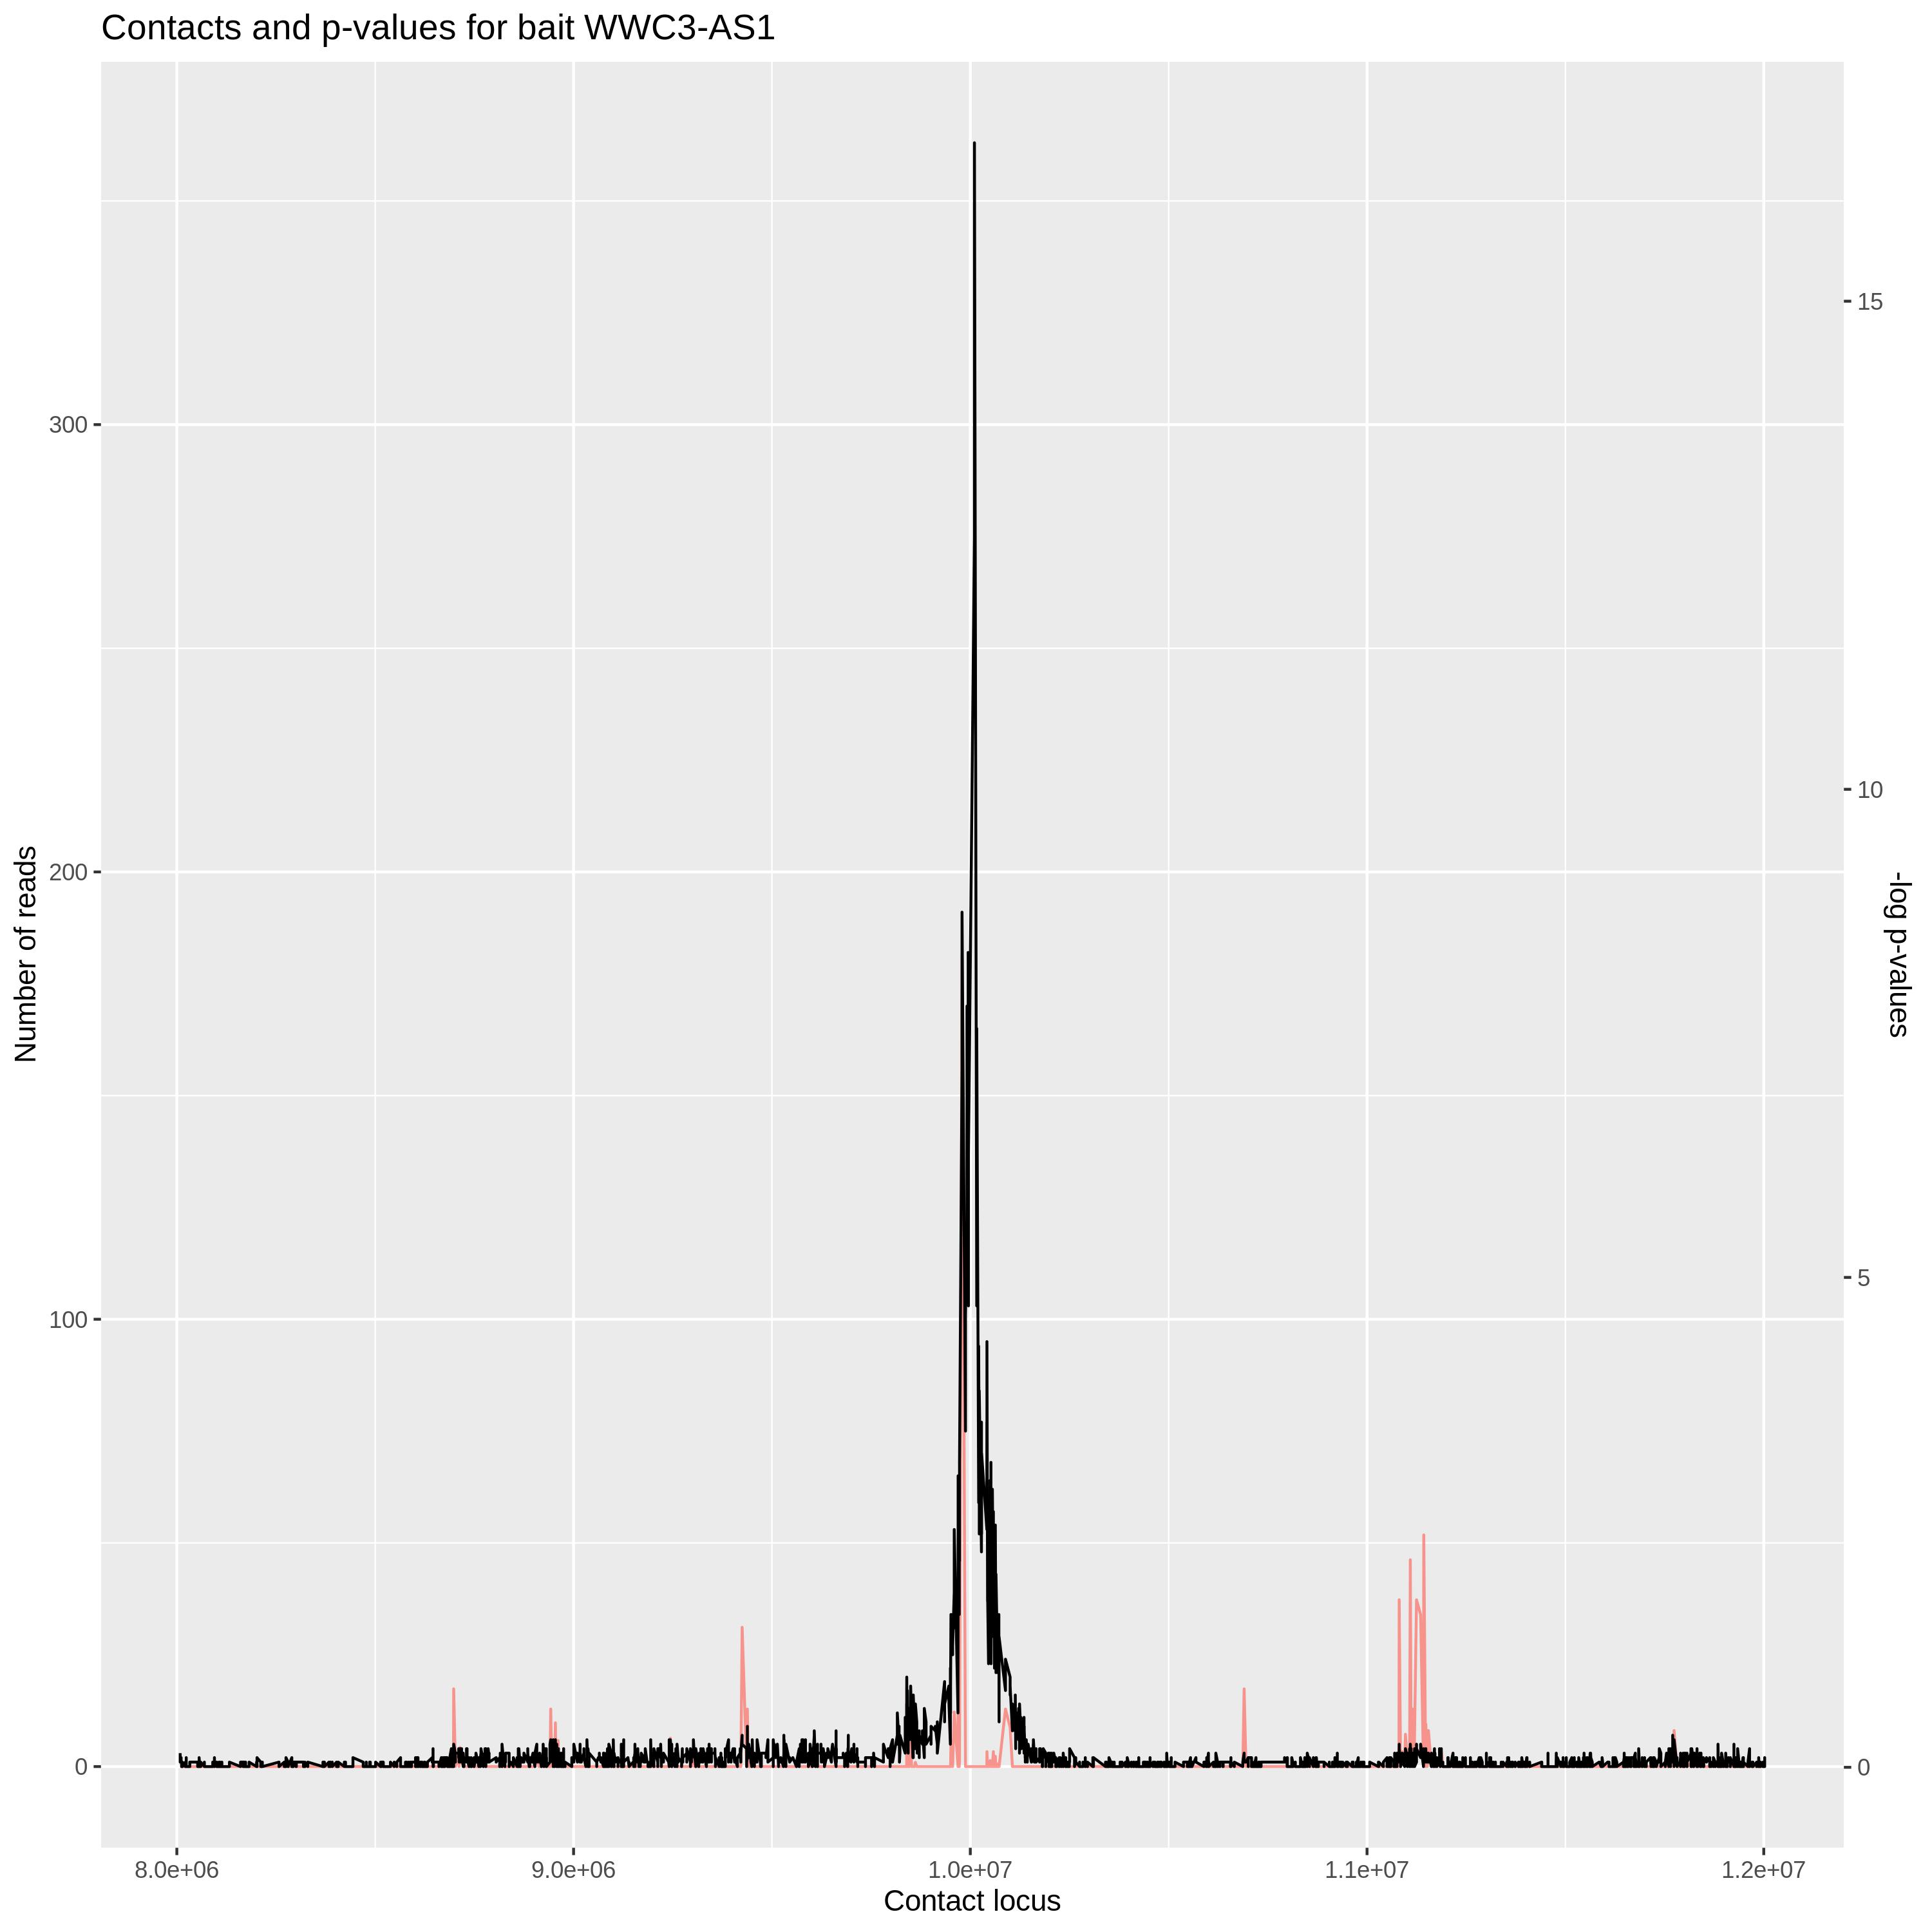 Contacts and p-values for bait WWC3-AS1
Number of reads
300
200
100
0
15
10
5
0
-log p-values
8.0e+06
9.0e+06
1.0e+07
1.1e+07
1.2e+07
Contact locus